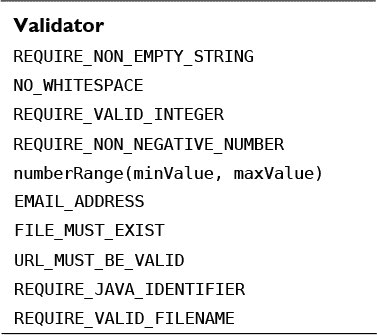 Validator
REQUIRE_NON_EMPTY_STRING
NO_WHITESPACE
REQUIRE_VALID_INTEGER
REQUIRE_NON_NEGATIVE_NUMBER
numberRange(minValue, maxValue)
EMAIL_ADDRESS
FILE_MUST_EXIST
URL_MUST_BE_VALID
REQUIRE_JAVA_IDENTIFIER
REQUIRE_VALID_FILENAME